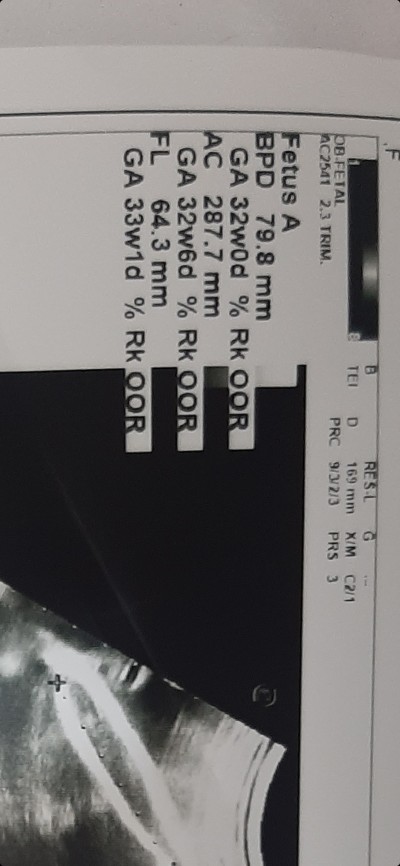 F
OB-FETAL
AC2541 2.3 TRIM.
B RES-L G
TEI D 169 mm X/M C2/1
PRC 9/3/2/3 PRS 3
Fetus A
BPD 79.8 mm
GA 32w0d % Rk OOR
AC 287.7 mm
GA 32w6d % Rk OOR
FL 64.3 mm
GA 33w1d % Rk OOR